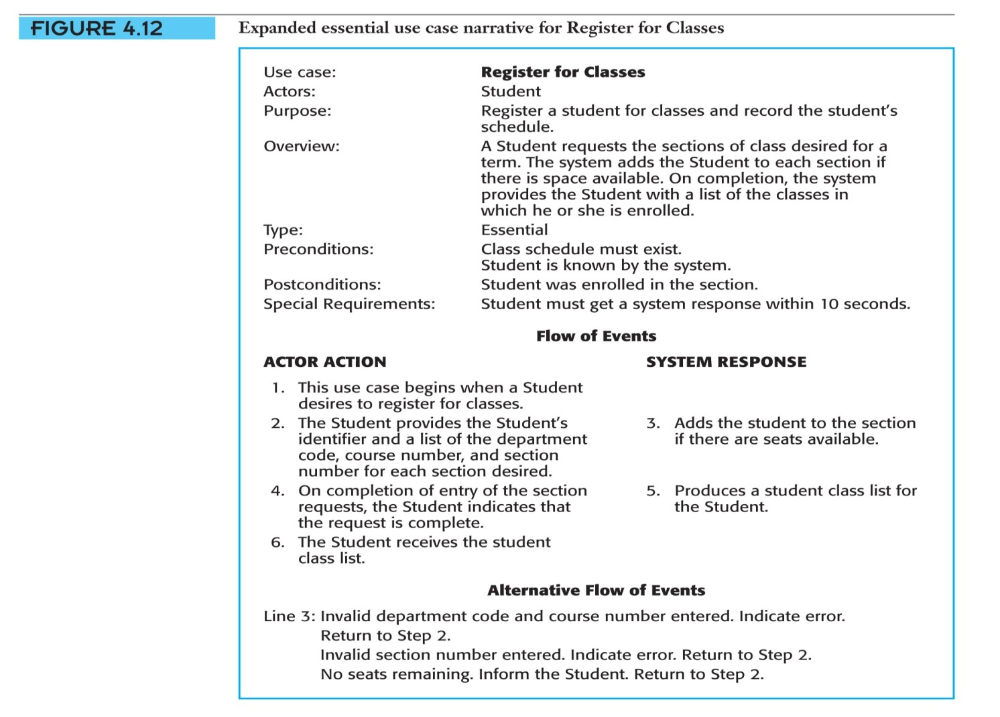 FIGURE 4.12 Expanded essential use case narrative for Register for Classes
Use case: Register for Classes
Actors: Student
Purpose: Register a student for classes and record the student's
schedule.
Overview: A Student requests the sections of class desired for a
term. The system adds the Student to each section if
there is space available. On completion, the system
provides the Student with a list of the classes in
which he or she is enrolled.
Type: Essential
Preconditions: Class schedule must exist.
Student is known by the system.
Postconditions: Student was enrolled in the section.
Special Requirements: Student must get a system response within 10 seconds.
Flow of Events
ACTOR ACTION SYSTEM RESPONSE
1. This use case begins when a Student
desires to register for classes.
2. The Student provides the Student's
identifier and a list of the department
code, course number, and section
number for each section desired.
3. Adds the student to the section
if there are seats available.
4. On completion of entry of the section
requests, the Student indicates that
the request is complete.
5. Produces a student class list for
the Student.
6. The Student receives the student
class list.
Alternative Flow of Events
Line 3: Invalid department code and course number entered. Indicate error.
Return to Step 2.
Invalid section number entered. Indicate error. Return to Step 2.
No seats remaining. Inform the Student. Return to Step 2.